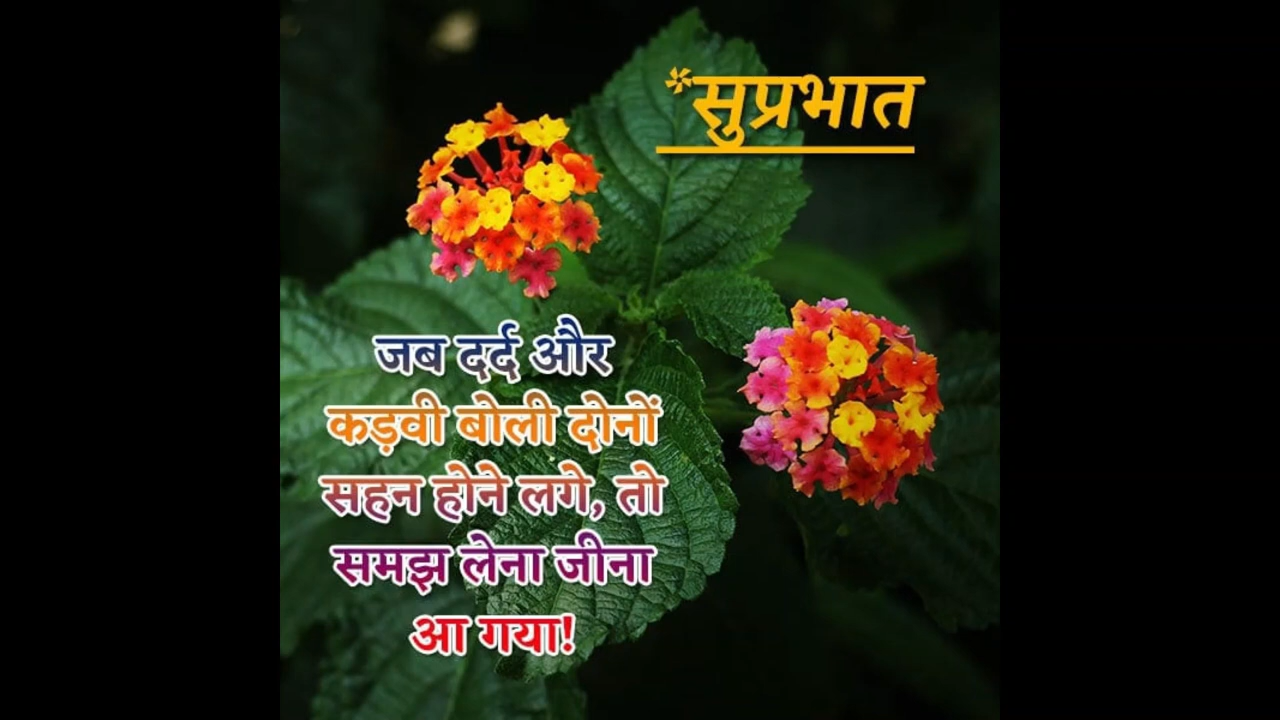 *सुप्रभात
जब दर्द और
कड़वी बोली दोनों
सहन होने लगे, तो
समझ लेना जीना
आ गया!